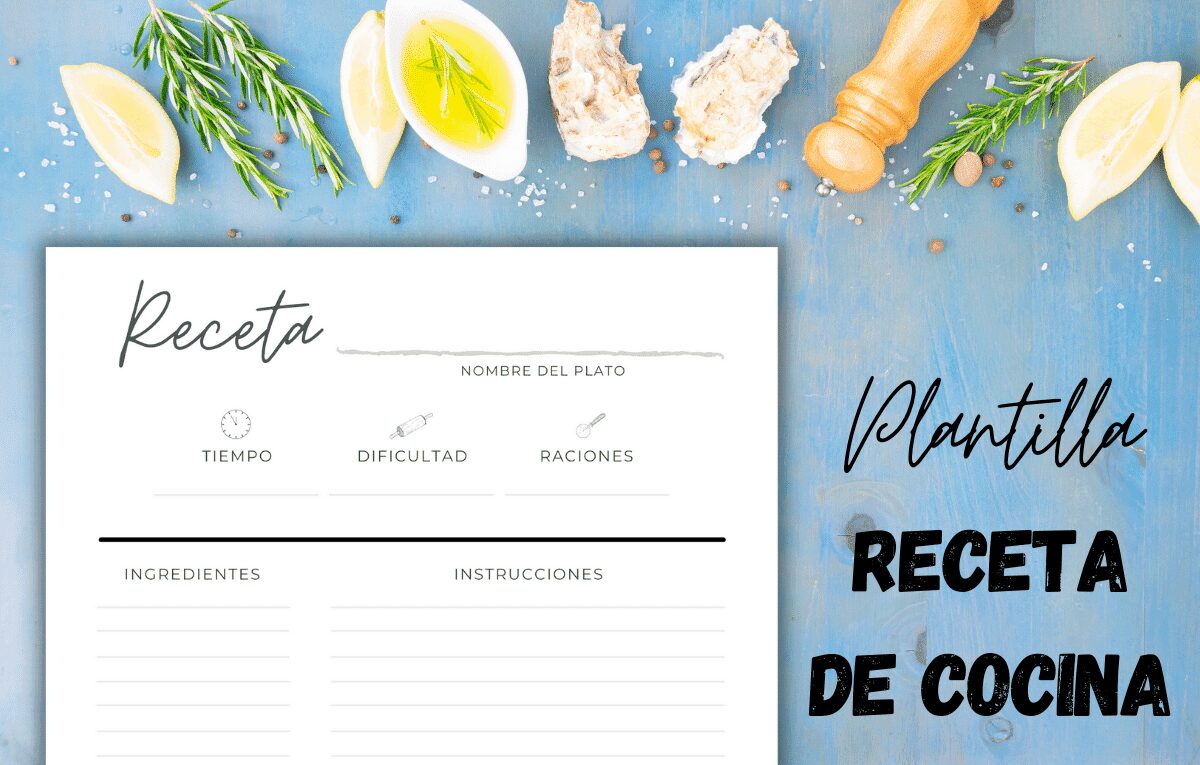 Receta
NOMBRE DEL PLATO
TIEMPO DIFICULTAD RACIONES
INGREDIENTES INSTRUCCIONES
Plantilla
RECETA
DE COCINA